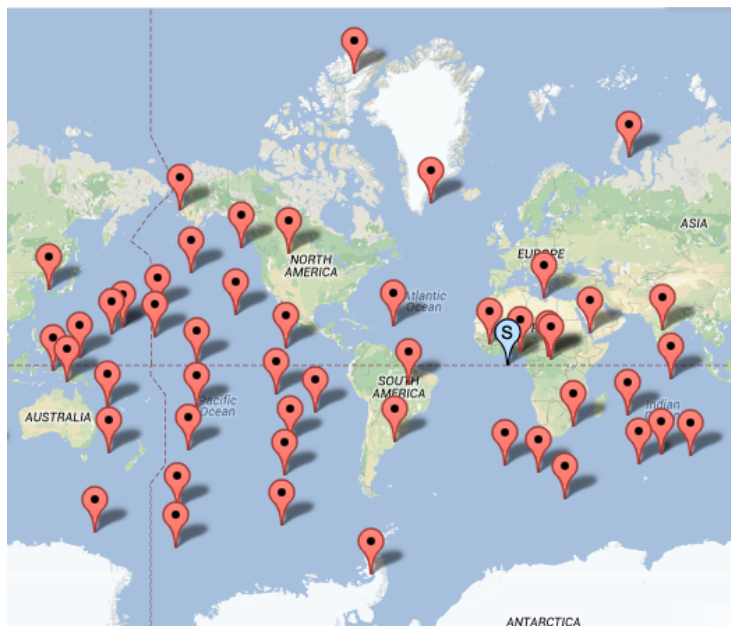 ASIA
EUROPE
NORTH
AMERICA
Atlantic
Ocean
S
SOUTH
AMERICA
Pacific
Ocean
Indian
AUSTRALIA
ANTARCTICA